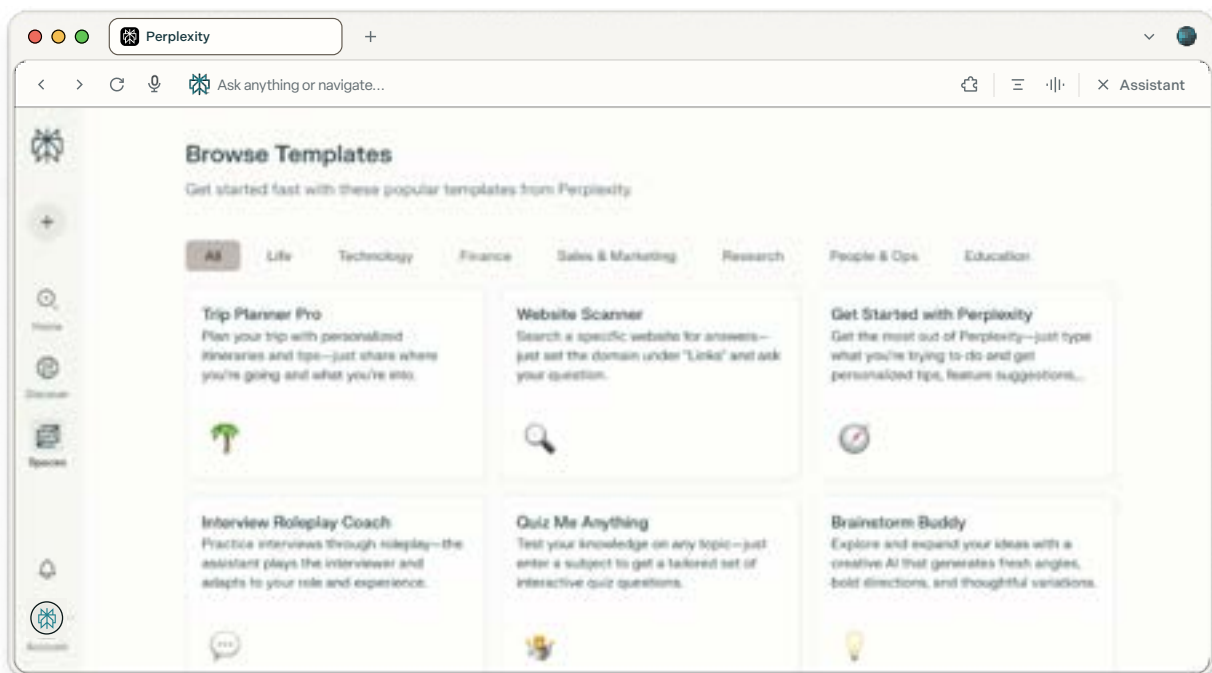 Perplexity
Ask anything or navigate...
Assistant
Browse Templates
Get started fast with these popular templates from Perplexity
All Life Technology Finance Sales & Marketing Research People & Ops Education
Trip Planner Pro
Plan your trip with personalized
itineraries and tips—just share where
you're going and what you're into.
Website Scanner
Search a specific website for answers—
just set the domain under "Links" and ask
your question.
Get Started with Perplexity
Get the most out of Perplexity—just type
what you're trying to do and get
personalized tips, feature suggestions...
Home
Discover
Spaces
Interview Roleplay Coach
Practice interviews through roleplay—the
assistant plays the interviewer and
adapts to your role and experience.
Quiz Me Anything
Test your knowledge on any topic—just
enter a subject to get a tailored set of
interactive quiz questions.
Brainstorm Buddy
Explore and expand your ideas with a
creative AI that generates fresh angles,
bold directions, and thoughtful variations.
Account